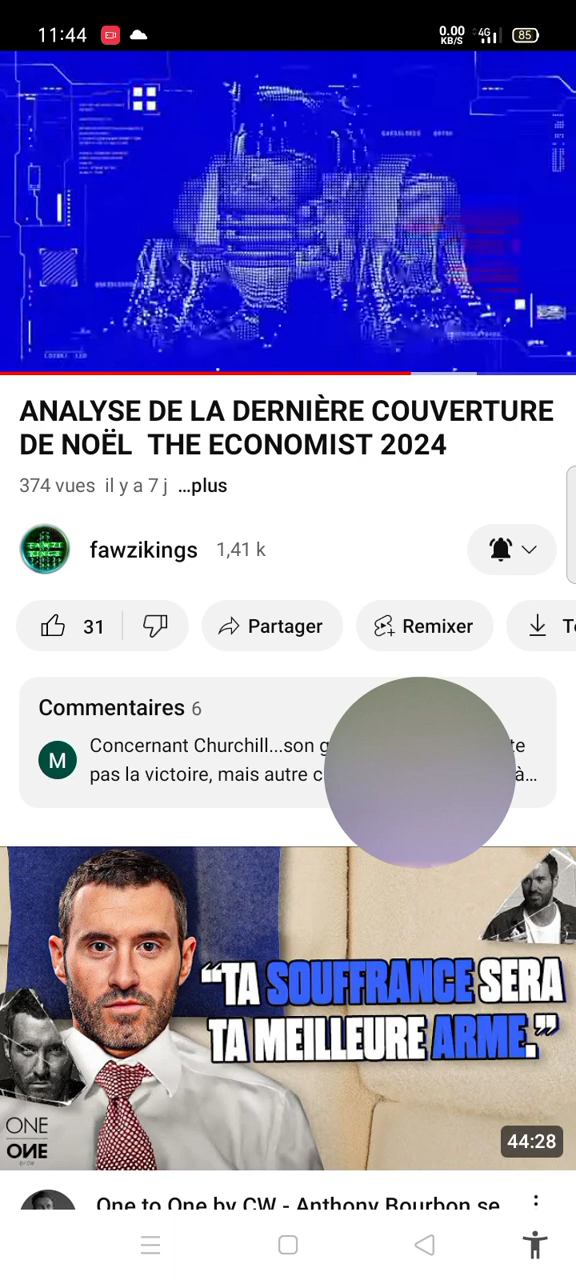 11:44
0.00
KB/S
4G
85
ANALYSE DE LA DERNIÈRE COUVERTURE
DE NOËL THE ECONOMIST 2024
374 vues il y a 7 j ...plus
fawzikings 1,41 k
31
Partager
Remixer
Commentaires 6
M
Concernant Churchill...son
pas la victoire, mais autre à...
“TA SOUFFRANCE SERA
TA MEILLEURE ARME.”
ONE
ONE
BY CW
44:28
One to One by CW - Anthony Bourbon se